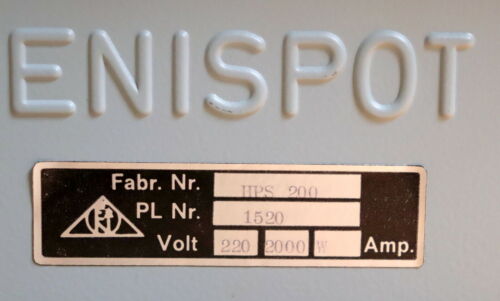 ENISPOT
Fabr. Nr. HPS 200
PL Nr. 1520
Volt 220 2000 W Amp.